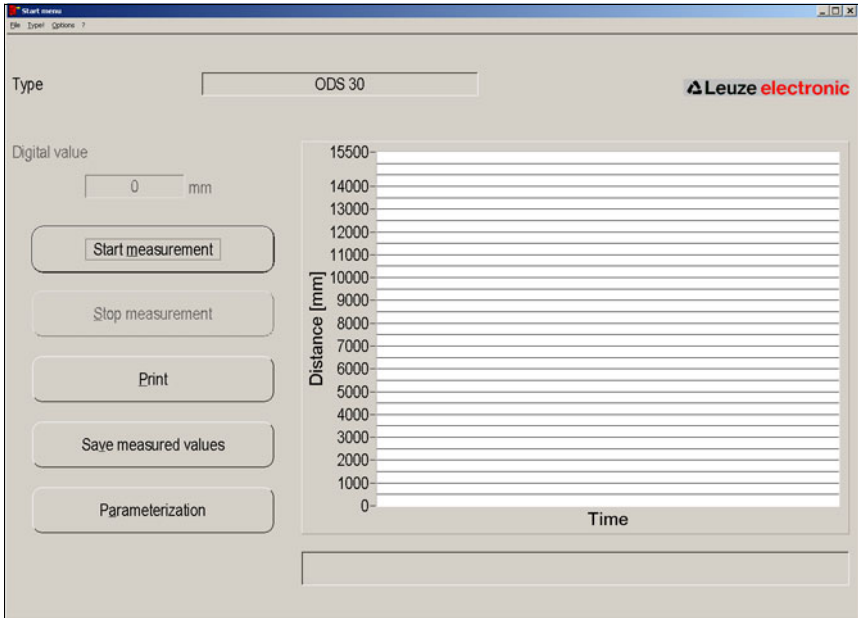 Start menu
File Type! Options ?
Type
ODS 30
Leuze electronic
Digital value
0 mm
Start measurement
Stop measurement
Print
Save measured values
Parameterization
Distance [mm]
15500
14000
13000
12000
11000
10000
9000
8000
7000
6000
5000
4000
3000
2000
1000
0
Time